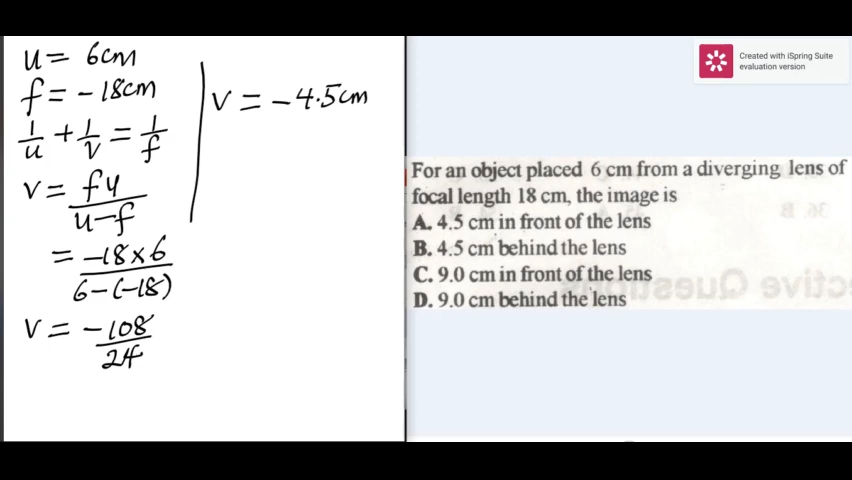 u = 6cm
f = -18cm
1/u + 1/v = 1/f
v = fu/u-f
= -18×6/6-(-18)
v = -108/24
v = -4.5cm
Created with iSpring Suite
evaluation version
For an object placed 6 cm from a diverging lens of
focal length 18 cm, the image is
A. 4.5 cm in front of the lens
B. 4.5 cm behind the lens
C. 9.0 cm in front of the lens
D. 9.0 cm behind the lens